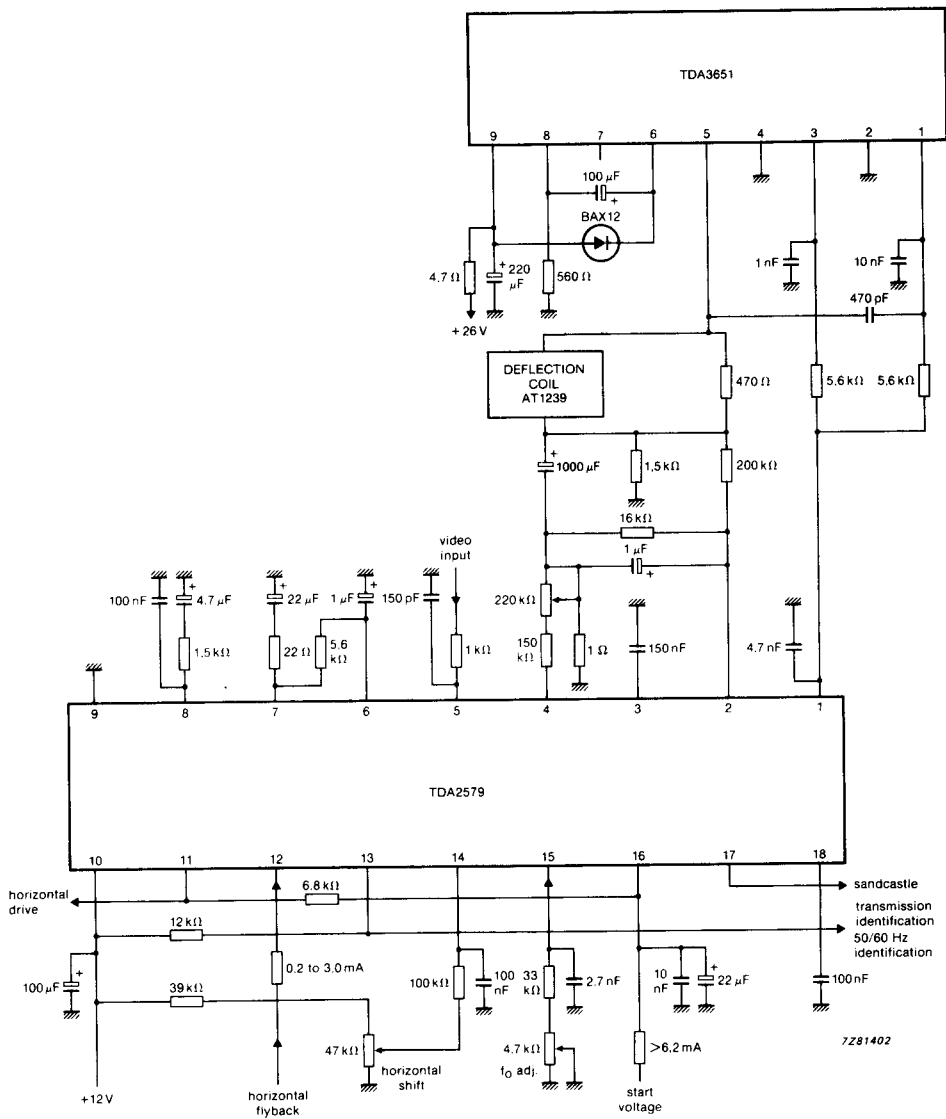 TDA3651
9 8 7 6 5 4 3 2 1
100 µF
+
BAX12
4.7 Ω
+
220
µF
560 Ω
1 nF
10 nF
470 pF
+26 V
DEFLECTION
COIL
AT1239
470 Ω
5.6 kΩ
5.6 kΩ
+
1000 µF
1,5 kΩ
200 kΩ
16 kΩ
1 µF
+
video
input
100 nF
+
4.7 µF
+
22 µF
1 µF
+
150 pF
220 kΩ
1,5 kΩ
22 Ω
5.6
kΩ
1 kΩ
150
kΩ
1 Ω
150 nF
4.7 nF
9 8 7 6 5 4 3 2 1
TDA2579
10 11 12 13 14 15 16 17 18
horizontal
drive
6.8 kΩ
sandcastle
12 kΩ
transmission
identification
50/60 Hz
identification
+
100 µF
0.2 to 3.0 mA
100 kΩ
100
nF
33
kΩ
2.7 nF
10
nF
+
22 µF
100 nF
39 kΩ
47 kΩ
horizontal
shift
4.7 kΩ
fO adj.
>6,2 mA
7Z81402
+12 V
horizontal
flyback
start
voltage